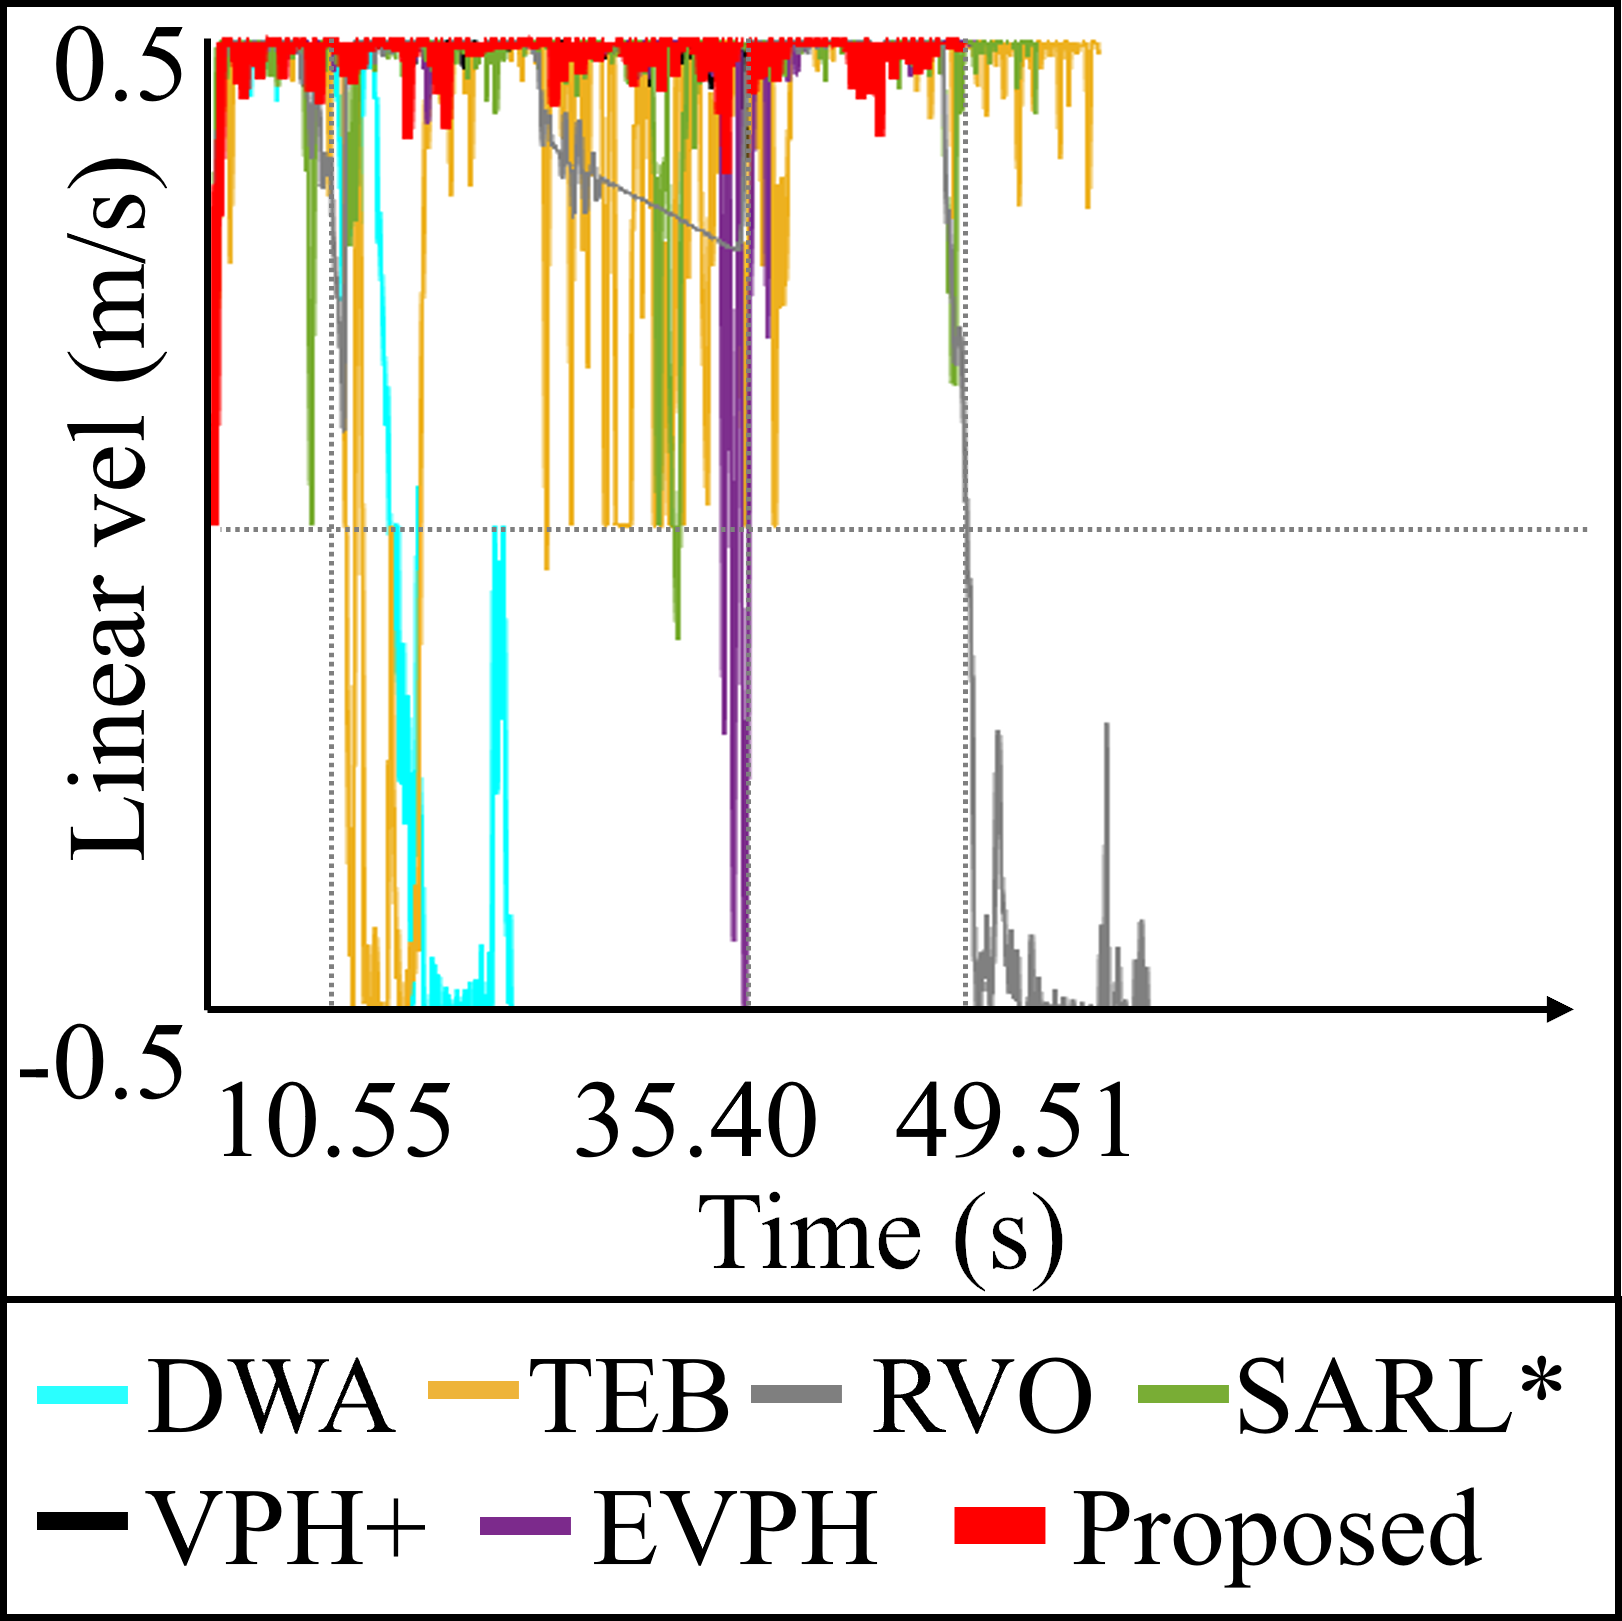 0.5
Linear vel (m/s)
-0.5
10.55 35.40 49.51
Time (s)
DWA TEB RVO SARL*
VPH+ EVPH Proposed